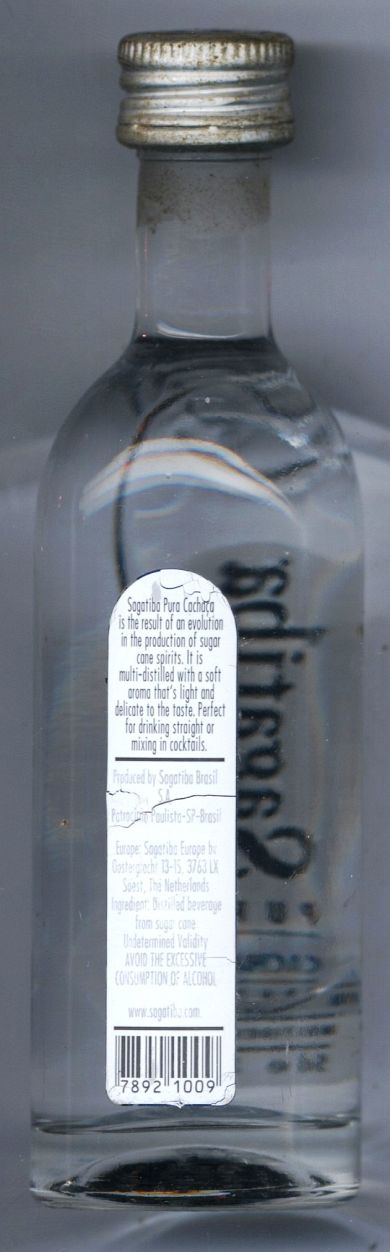 Sagatiba Pura Cachaça
is the result of an evolution
in the production of sugar
cane spirits. It is
multi-distilled with a soft
aroma that's light and
delicate to the taste. Perfect
for drinking straight or
mixing in cocktails.
Produced by Sagatiba Brasil
S.A.
Patrocínio Paulista-SP-Brasil
Europe: Sagatiba Europe bv
13-15, 3763 LX
Soest, The Netherlands
Ingredient: Distilled beverage
from sugar cane
Undetermined Validity
AVOID THE EXCESSIVE
CONSUMPTION OF ALCOHOL
www.sagatiba.com
7892 1009
Sagatiba